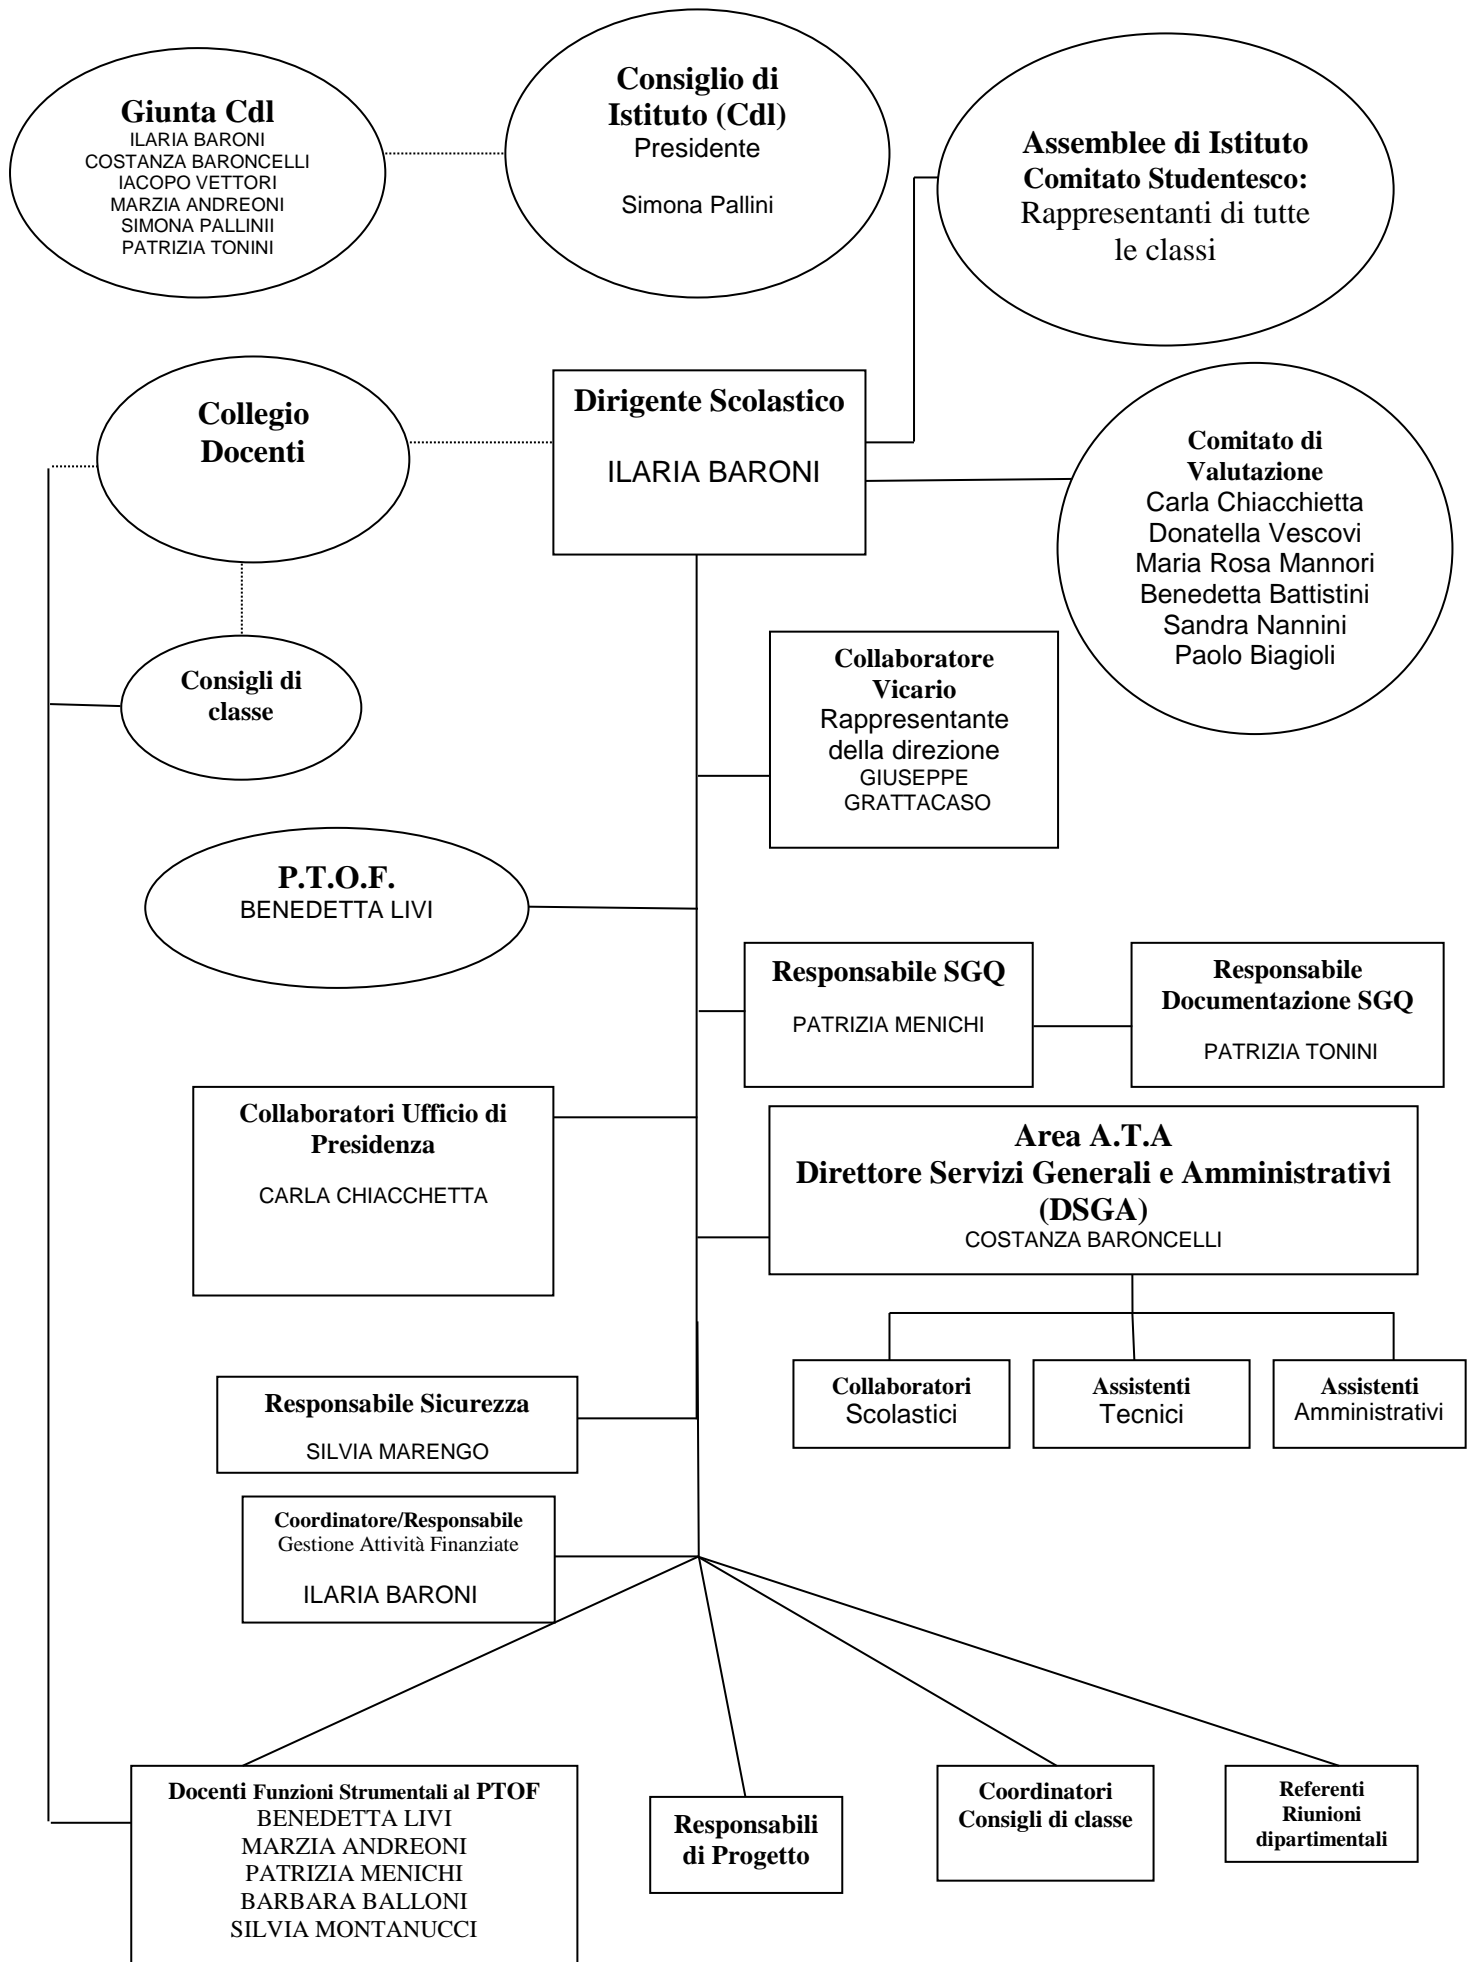 Giunta CdI
ILARIA BARONI
COSTANZA BARONCELLI
IACOPO VETTORI
MARZIA ANDREONI
SIMONA PALLINII
PATRIZIA TONINI
Consiglio di
Istituto (CdI)
Presidente
Simona Pallini
Assemblee di Istituto
Comitato Studentesco:
Rappresentanti di tutte
le classi
Collegio
Docenti
Dirigente Scolastico
ILARIA BARONI
Comitato di
Valutazione
Carla Chiacchietta
Donatella Vescovi
Maria Rosa Mannori
Benedetta Battistini
Sandra Nannini
Paolo Biagioli
Consigli di
classe
Collaboratore
Vicario
Rappresentante
della direzione
GIUSEPPE
GRATTACASO
P.T.O.F.
BENEDETTA LIVI
Responsabile SGQ
PATRIZIA MENICHI
Responsabile
Documentazione SGQ
PATRIZIA TONINI
Collaboratori Ufficio di
Presidenza
CARLA CHIACCHETTA
Area A.T.A
Direttore Servizi Generali e Amministrativi
(DSGA)
COSTANZA BARONCELLI
Collaboratori
Scolastici
Assistenti
Tecnici
Assistenti
Amministrativi
Responsabile Sicurezza
SILVIA MARENGO
Coordinatore/Responsabile
Gestione Attività Finanziate
ILARIA BARONI
Docenti Funzioni Strumentali al PTOF
BENEDETTA LIVI
MARZIA ANDREONI
PATRIZIA MENICHI
BARBARA BALLONI
SILVIA MONTANUCCI
Responsabili
di Progetto
Coordinatori
Consigli di classe
Referenti
Riunioni
dipartimentali